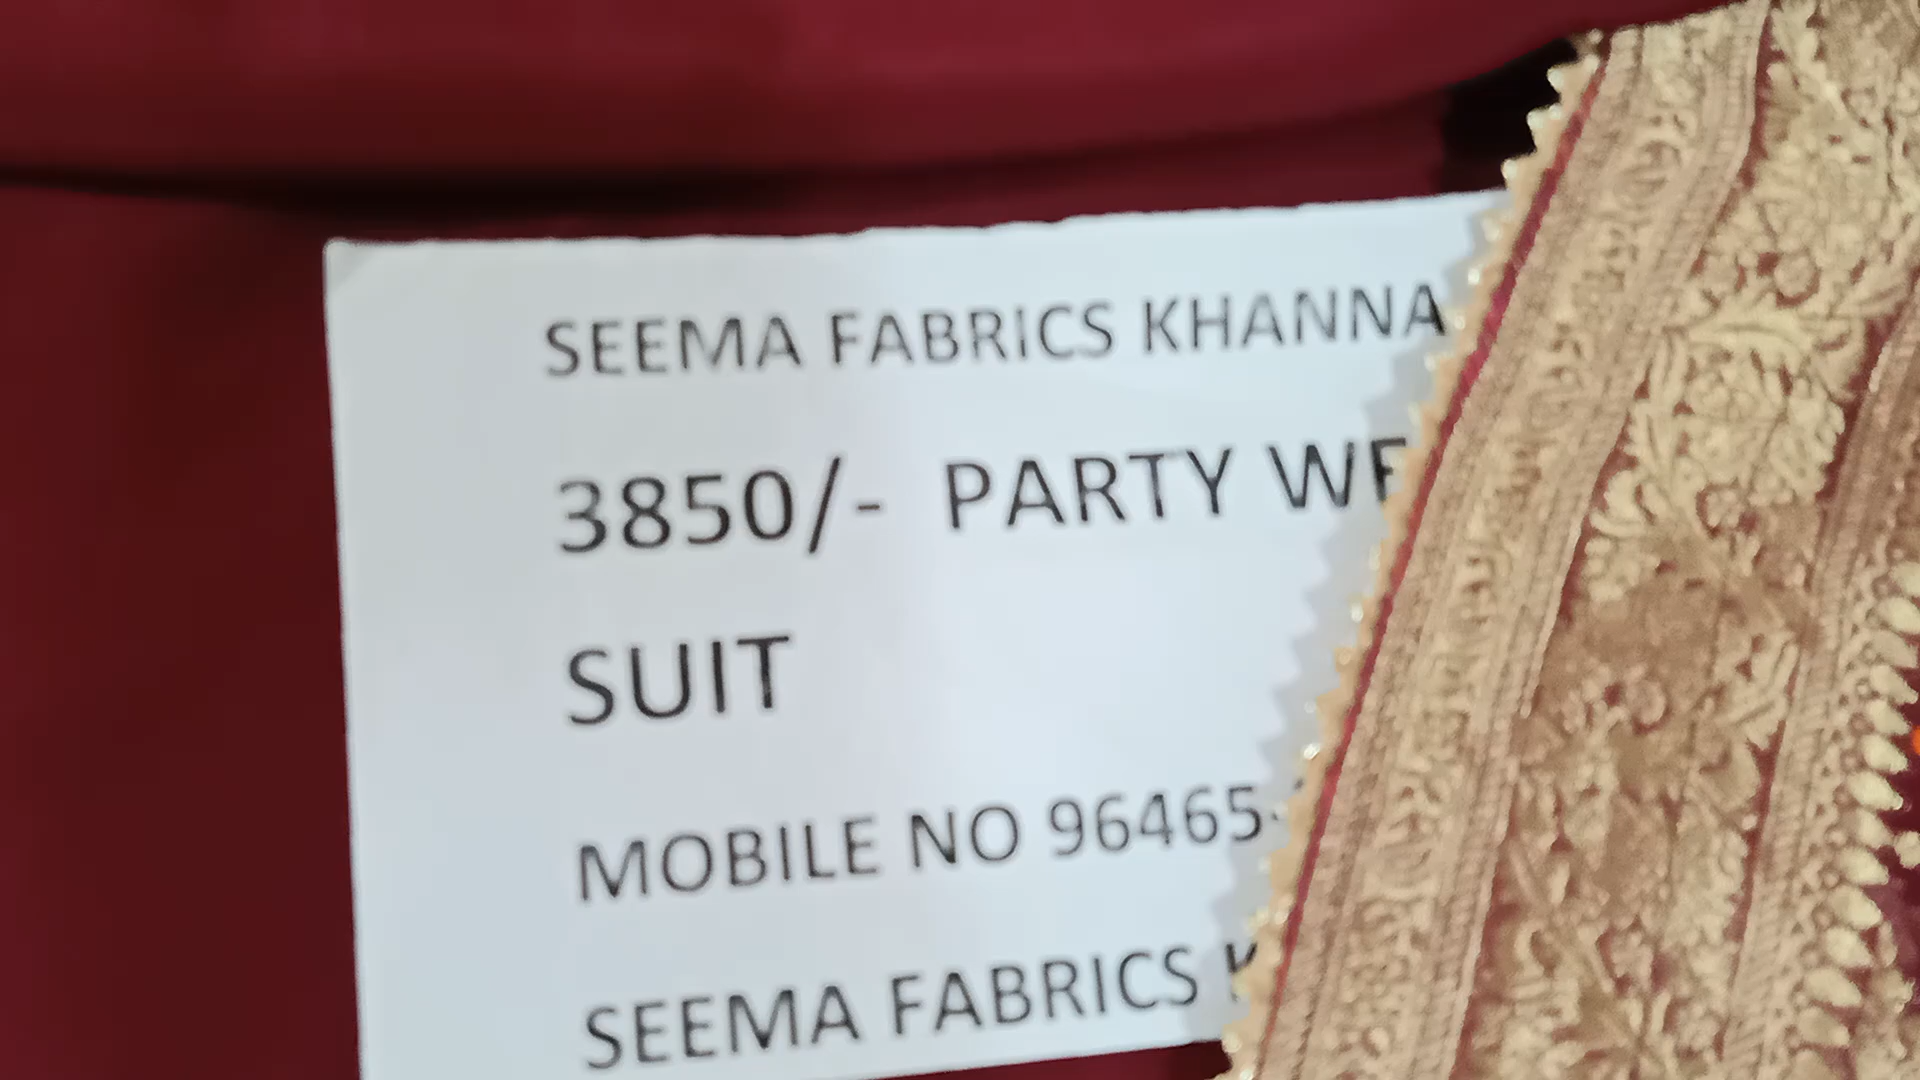 SEEMA FABRICS KHANNA
3850/- PARTY WE
SUIT
MOBILE NO 96465-
SEEMA FABRICS K